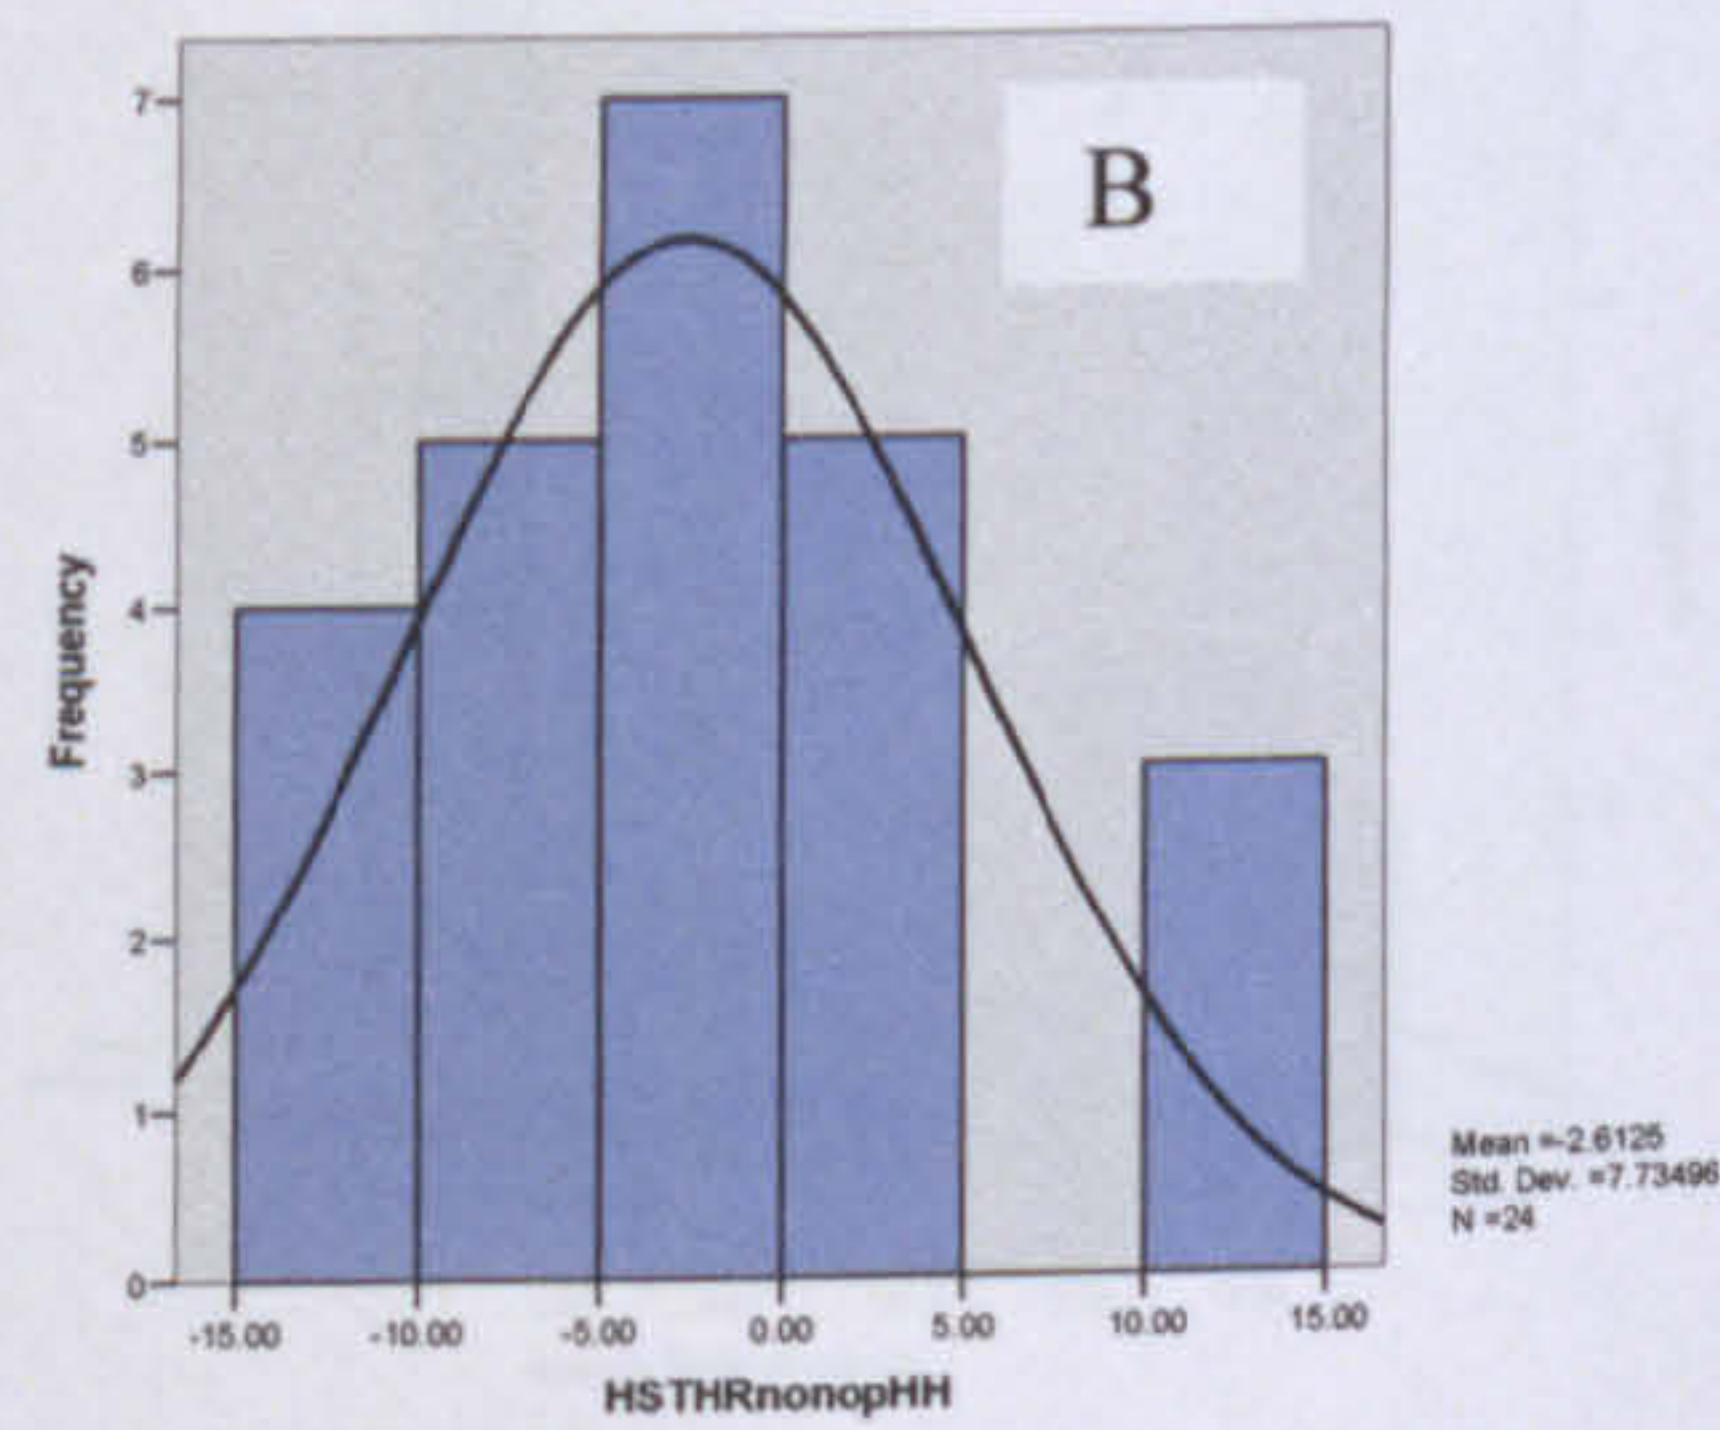 B
Frequency
7
6
5
4
3
2
1
0
-15.00 -10.00 -5.00 0.00 5.00 10.00 15.00
HSTHRnonopHH
Mean =-2.6125
Std. Dev. =7.73496
N =24